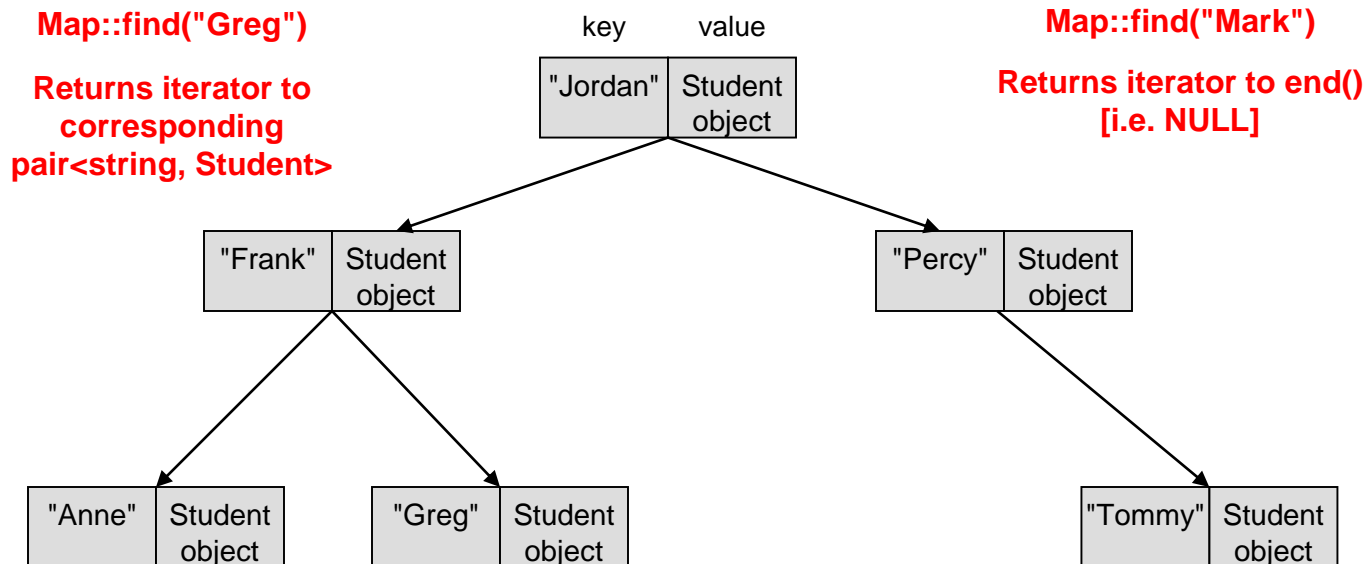 Map::find("Greg")
Returns iterator to
corresponding
pair<string, Student>
key value
Map::find("Mark")
Returns iterator to end()
[i.e. NULL]
"Jordan" Student
object
"Frank" Student
object
"Percy" Student
object
"Anne" Student
object
"Greg" Student
object
"Tommy" Student
object